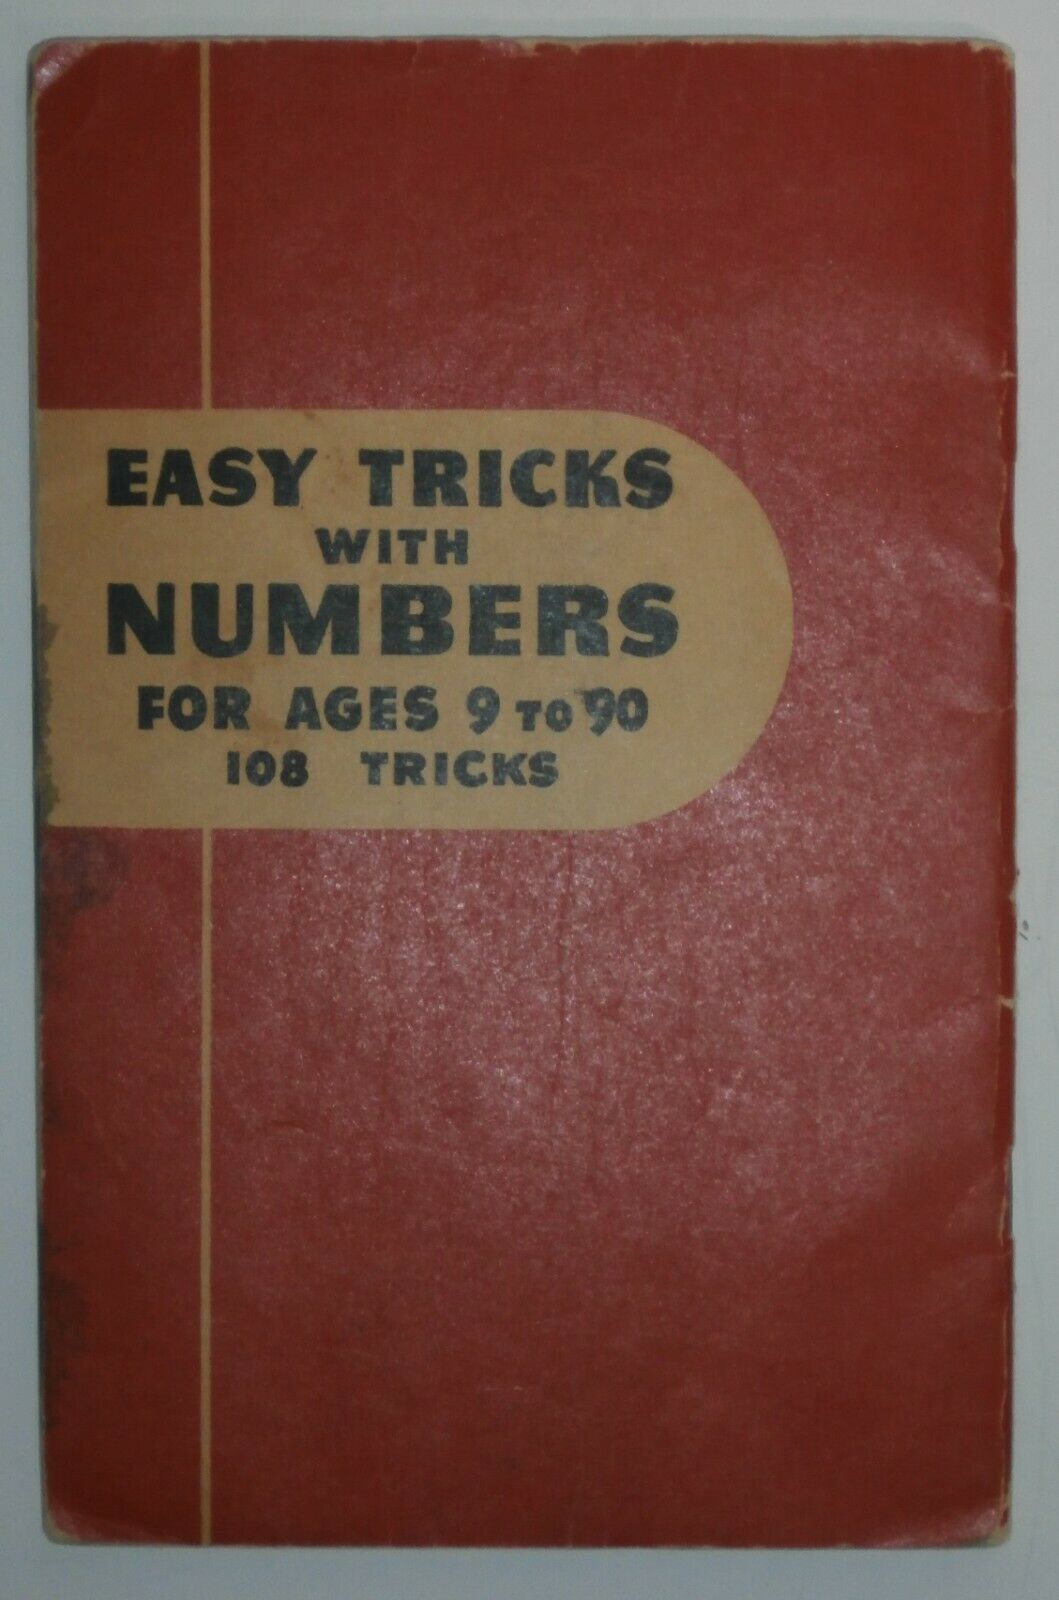 EASY TRICKS
WITH
NUMBERS
FOR AGES 9 TO 90
108 TRICKS